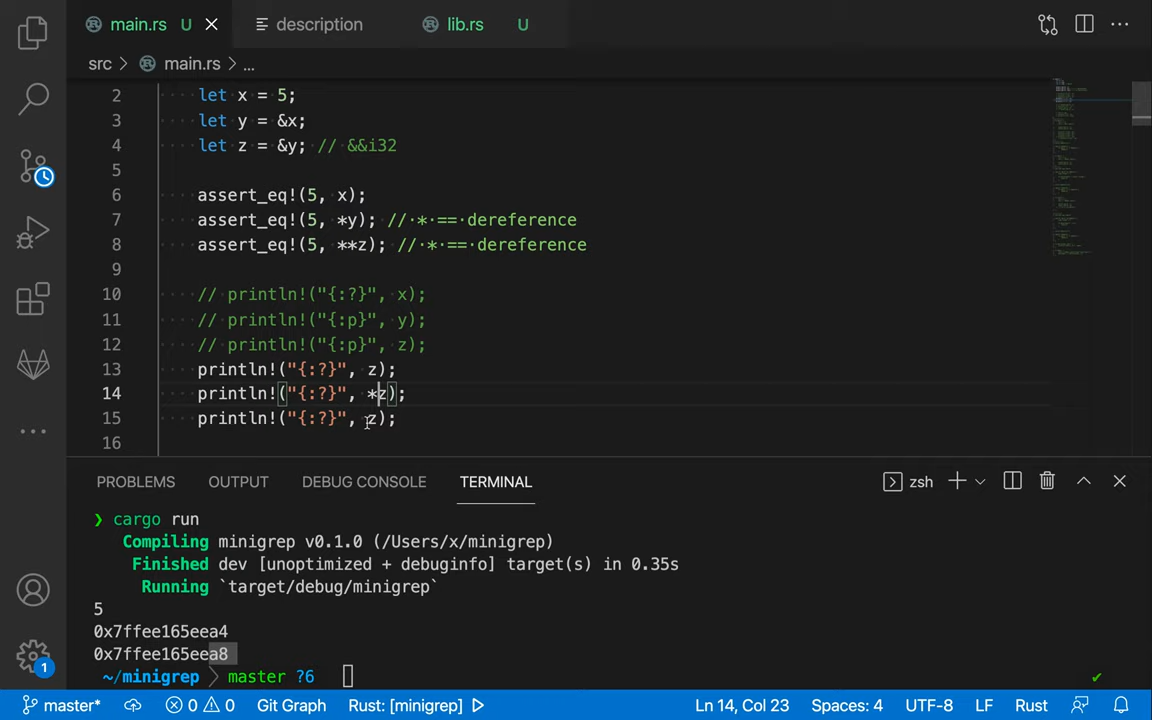 main.rs U description lib.rs U
src main.rs ...
2 let x = 5;
3 let y = &x;
4 let z = &y; // &&i32
5
6 assert_eq!(5, x);
7 assert_eq!(5, *y); // * == dereference
8 assert_eq!(5, **z); // * == dereference
9
10 // println!("{:?}", x);
11 // println!("{:p}", y);
12 // println!("{:p}", z);
13 println!("{:?}", z);
14 println!("{:?}", *z);
15 println!("{:?}", z);
16
PROBLEMS OUTPUT DEBUG CONSOLE TERMINAL zsh
❯ cargo run
Compiling minigrep v0.1.0 (/Users/x/minigrep)
Finished dev [unoptimized + debuginfo] target(s) in 0.35s
Running `target/debug/minigrep`
5
0x7ffee165eea4
0x7ffee165eea8
~/minigrep master ?6 ✔
1
master* 0 0 Git Graph Rust: [minigrep] Ln 14, Col 23 Spaces: 4 UTF-8 LF Rust